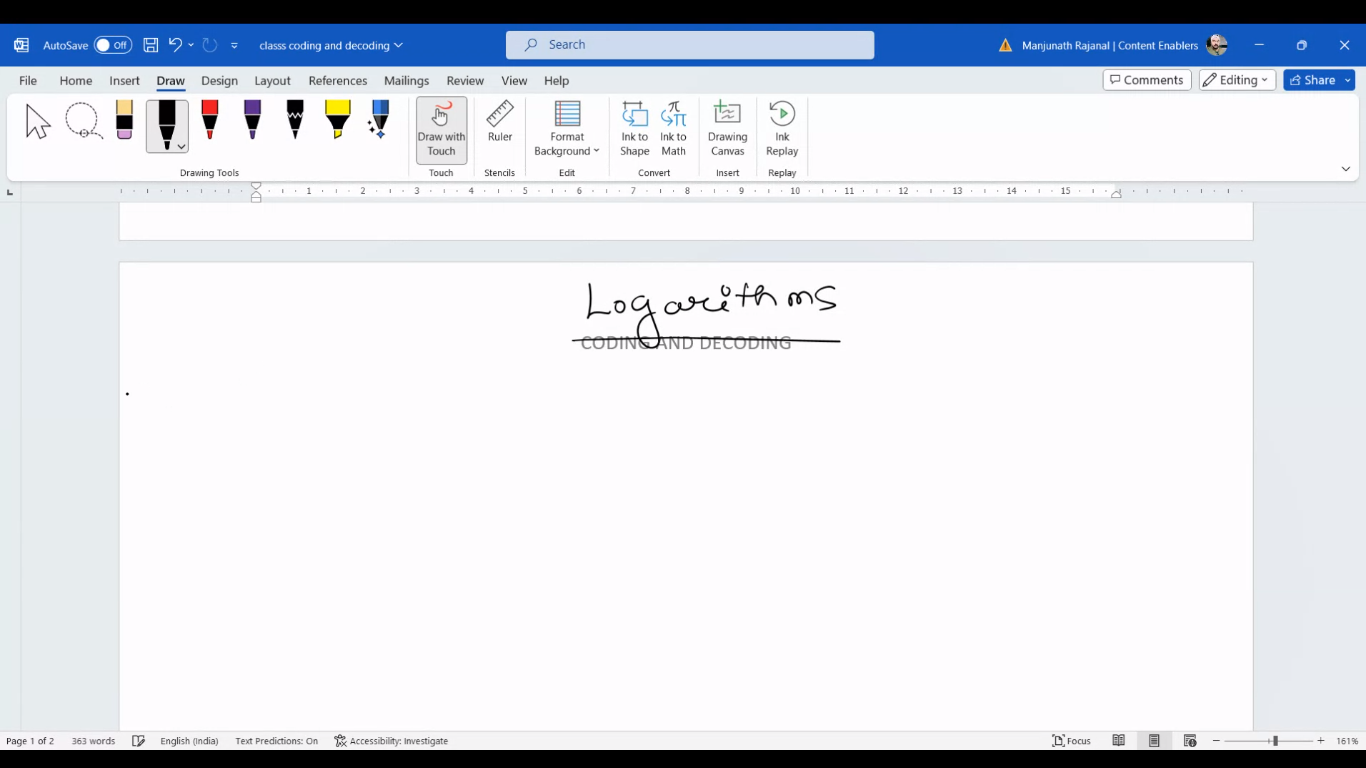 AutoSave Off classs coding and decoding Search Manjunath Rajanal | Content Enablers
File Home Insert Draw Design Layout References Mailings Review View Help Comments Editing Share
Draw with Touch Ruler Format Background Ink to Shape Ink to Math Drawing Canvas Ink Replay
Drawing Tools Touch Stencils Edit Convert Insert Replay
1 2 3 4 5 6 7 8 9 10 11 12 13 14 15
Logarithms
CODING AND DECODING
Page 1 of 2 363 words English (India) Text Predictions: On Accessibility: Investigate Focus 161%